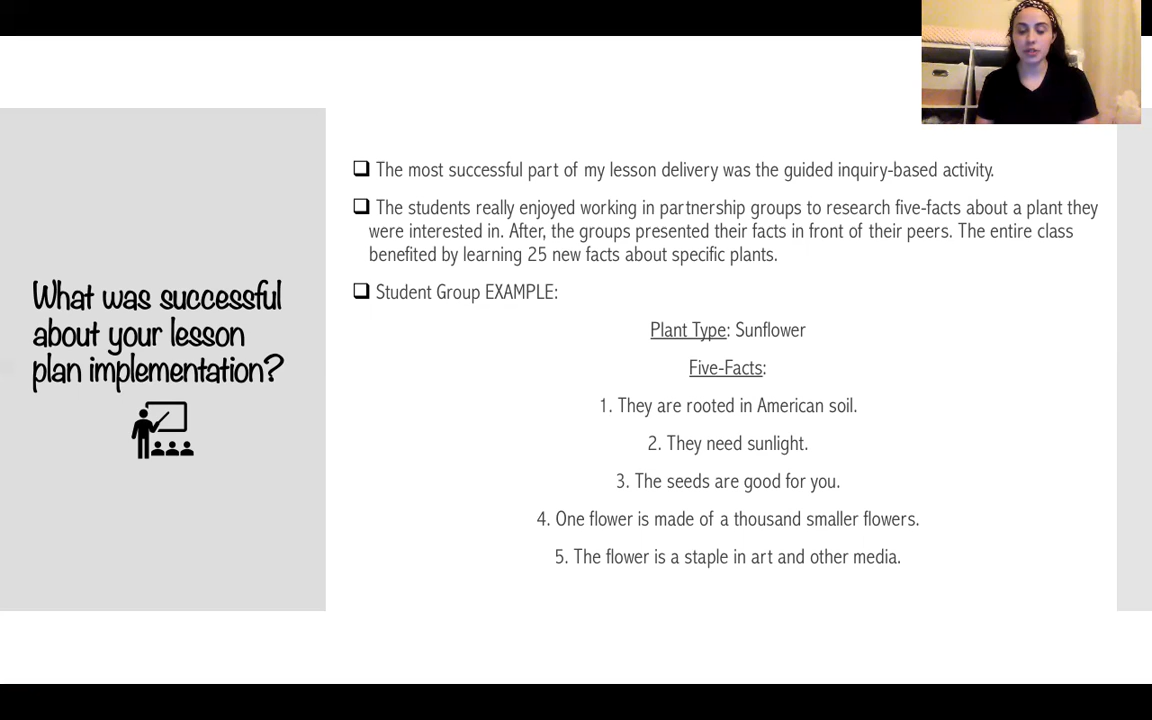 What was successful
about your lesson
plan implementation?
The most successful part of my lesson delivery was the guided inquiry-based activity.
The students really enjoyed working in partnership groups to research five-facts about a plant they
were interested in. After, the groups presented their facts in front of their peers. The entire class
benefited by learning 25 new facts about specific plants.
Student Group EXAMPLE:
Plant Type: Sunflower
Five-Facts:
1. They are rooted in American soil.
2. They need sunlight.
3. The seeds are good for you.
4. One flower is made of a thousand smaller flowers.
5. The flower is a staple in art and other media.